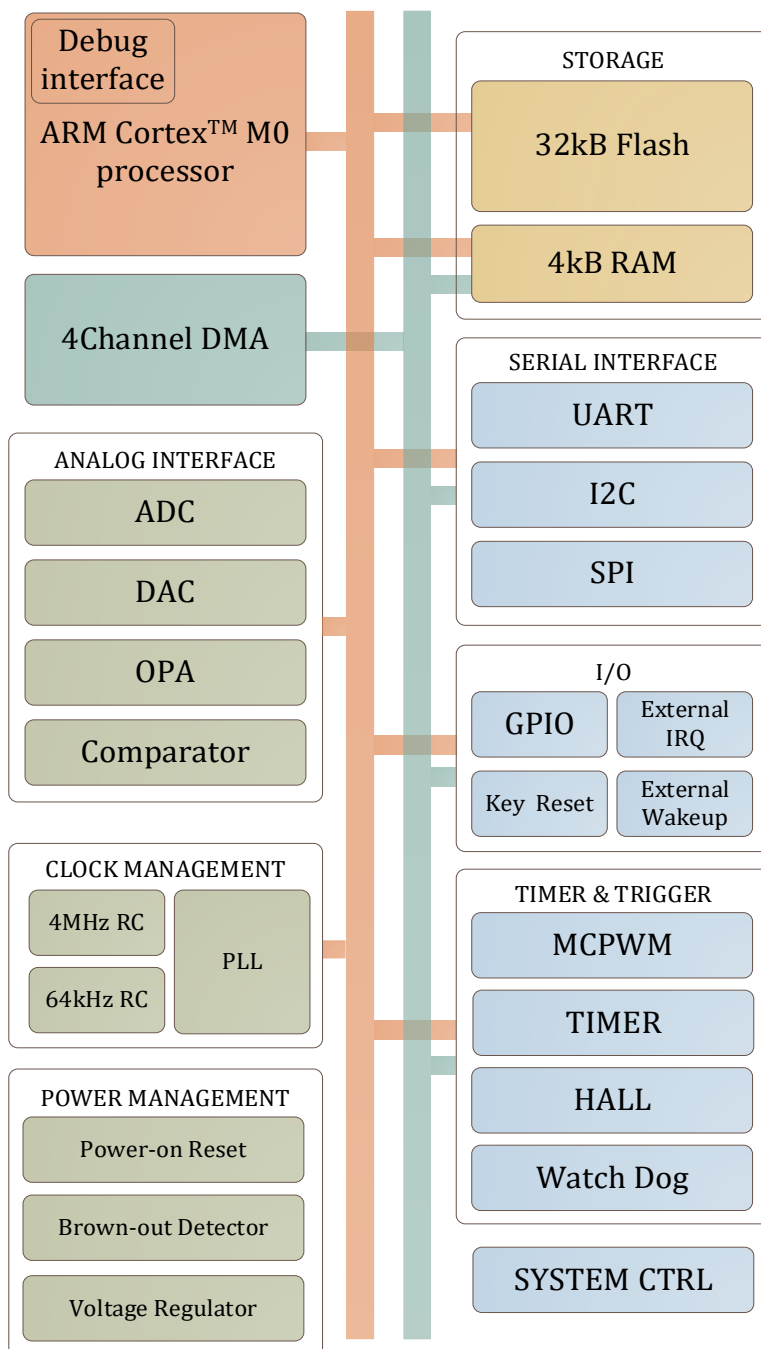 Debug
interface
ARM Cortex™ M0
processor
4Channel DMA
ANALOG INTERFACE
ADC
DAC
OPA
Comparator
CLOCK MANAGEMENT
4MHz RC
64kHz RC
PLL
POWER MANAGEMENT
Power-on Reset
Brown-out Detector
Voltage Regulator
STORAGE
32kB Flash
4kB RAM
SERIAL INTERFACE
UART
I2C
SPI
I/O
GPIO
External
IRQ
Key Reset
External
Wakeup
TIMER & TRIGGER
MCPWM
TIMER
HALL
Watch Dog
SYSTEM CTRL